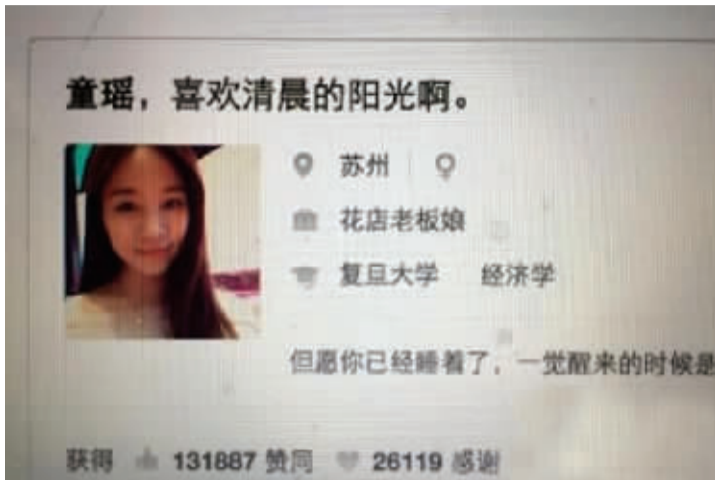 童瑶，喜欢清晨的阳光啊。
苏州
花店老板娘
复旦大学 经济学
但愿你已经睡着了，一觉醒来的时候是
获得 131887 赞同 26119 感谢